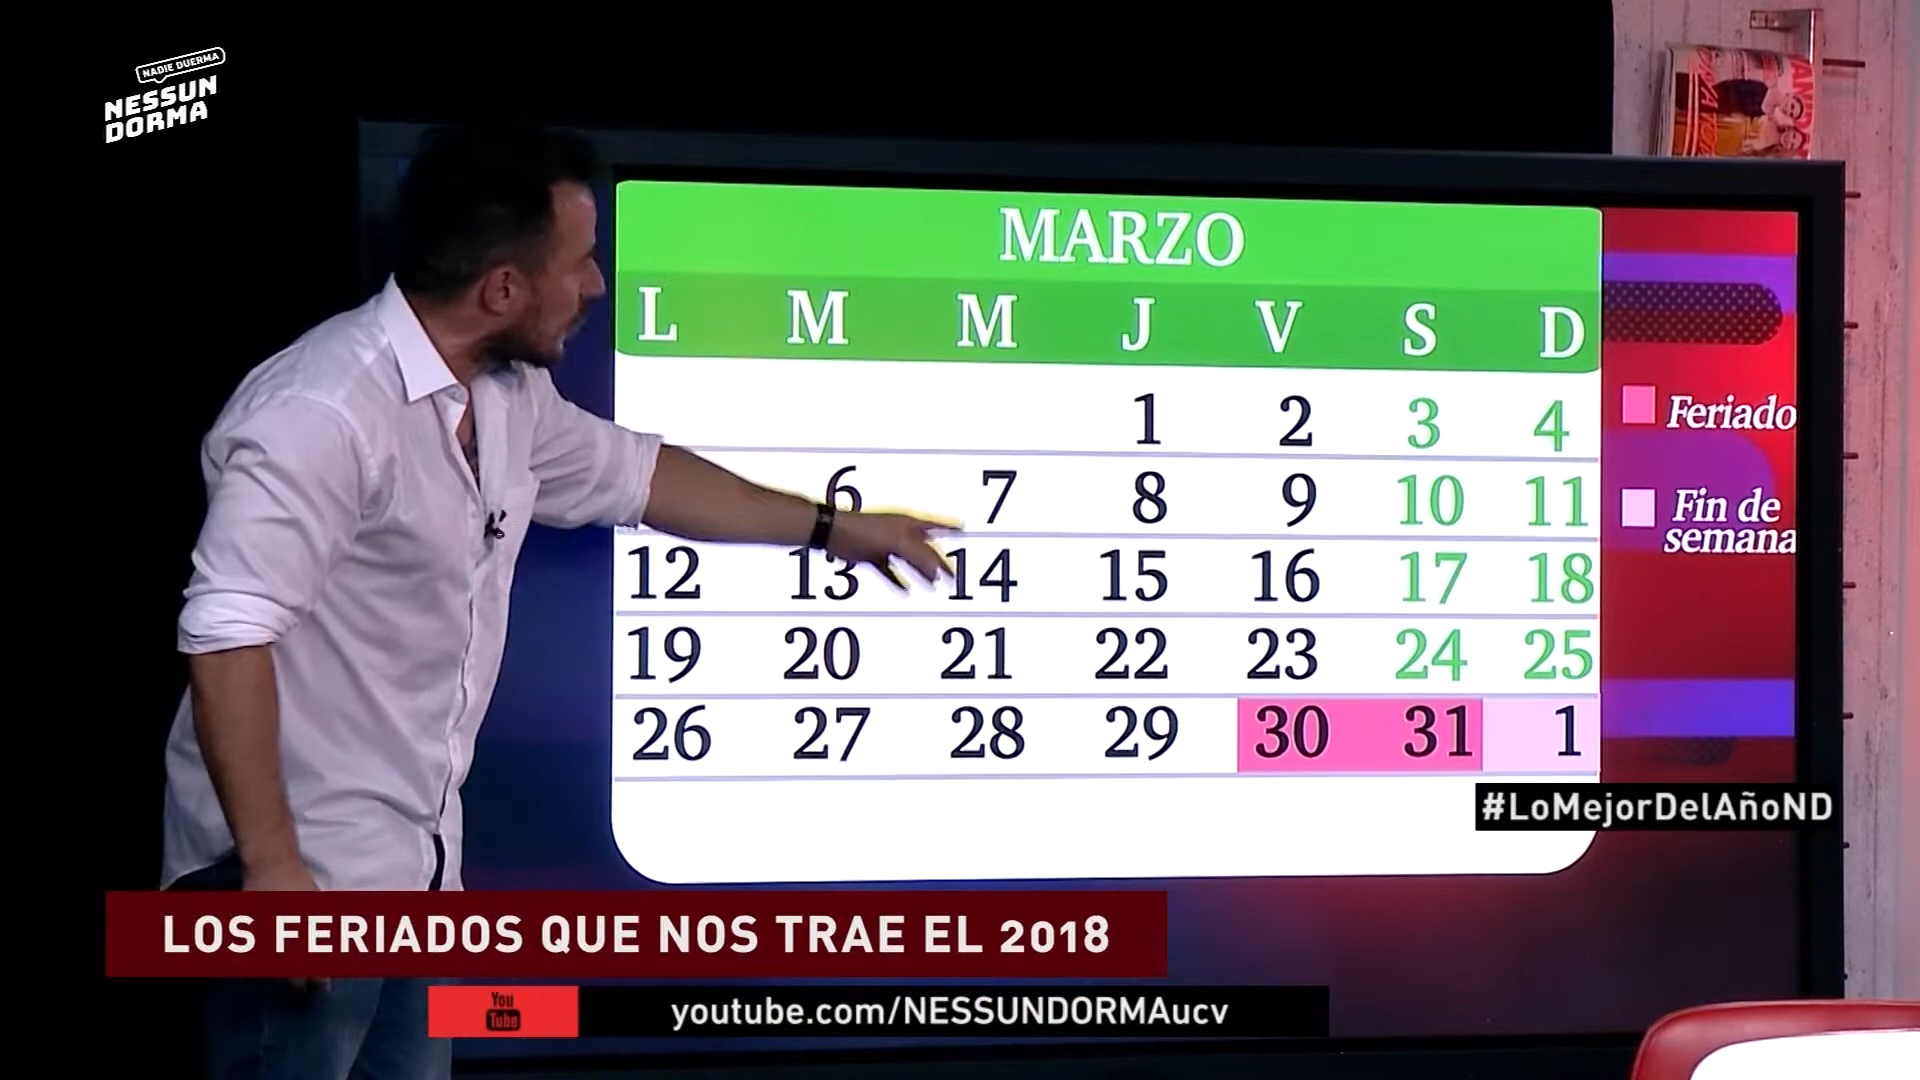 NADIE DUERMA
NESSUN
DORMA
MARZO
L M M J V S D
1 2 3 4
6 7 8 9 10 11
12 13 14 15 16 17 18
19 20 21 22 23 24 25
26 27 28 29 30 31 1
Feriado
Fin de
semana
#LoMejorDelAñoND
LOS FERIADOS QUE NOS TRAE EL 2018
You
Tube
youtube.com/NESSUNDORMAucv